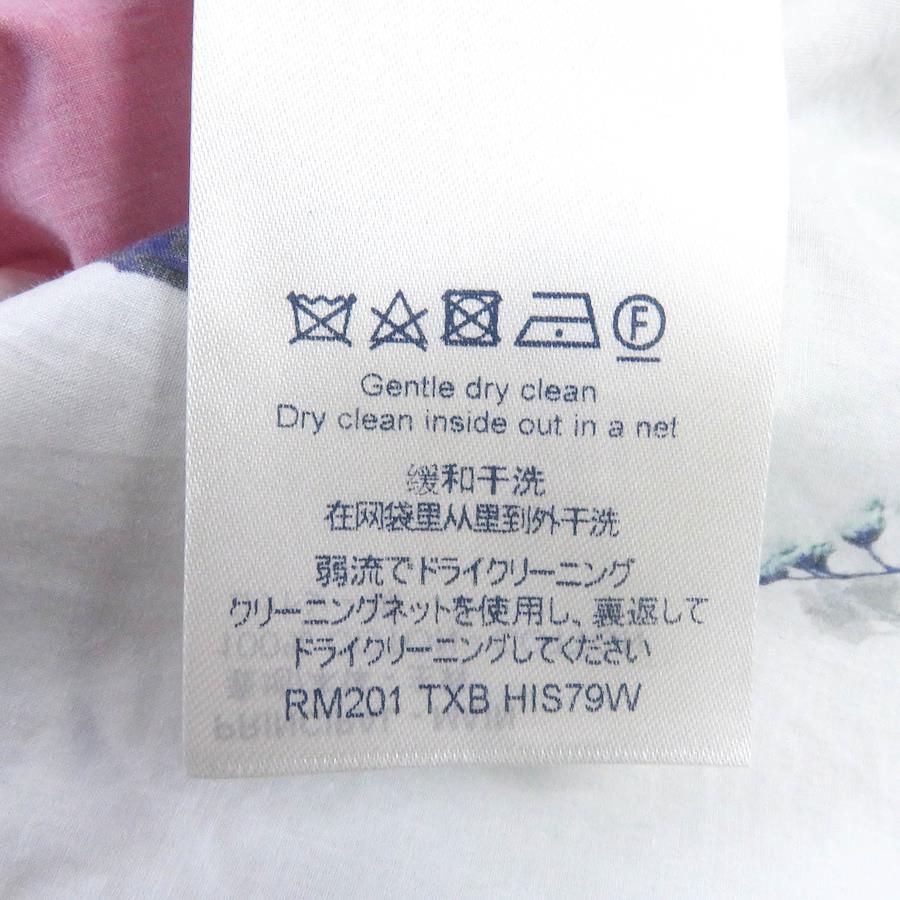 F
Gentle dry clean
Dry clean inside out in a net
缓和干洗
在网袋里从里到外干洗
弱流でドライクリーニング
クリーニングネットを使用し、裏返して
ドライクリーニングしてください
RM201 TXB HIS79W